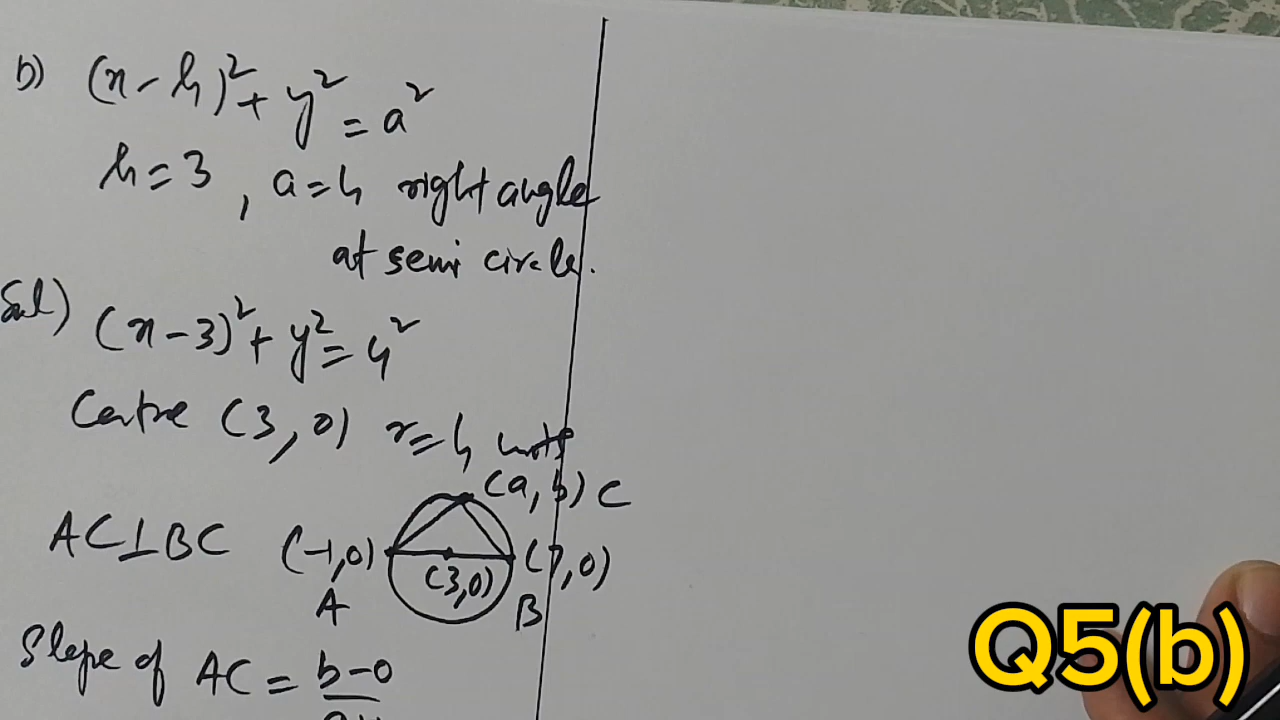 b) (x-h)²+y²=a²
h=3, a=4 right angle
at semi circle.
Sol) (x-3)²+y²=4²
Centre (3,0) r=4 units
(a,b) C
AC⊥BC (-1,0) (3,0) (7,0)
A B
Slope of AC = b-0
Q5(b)